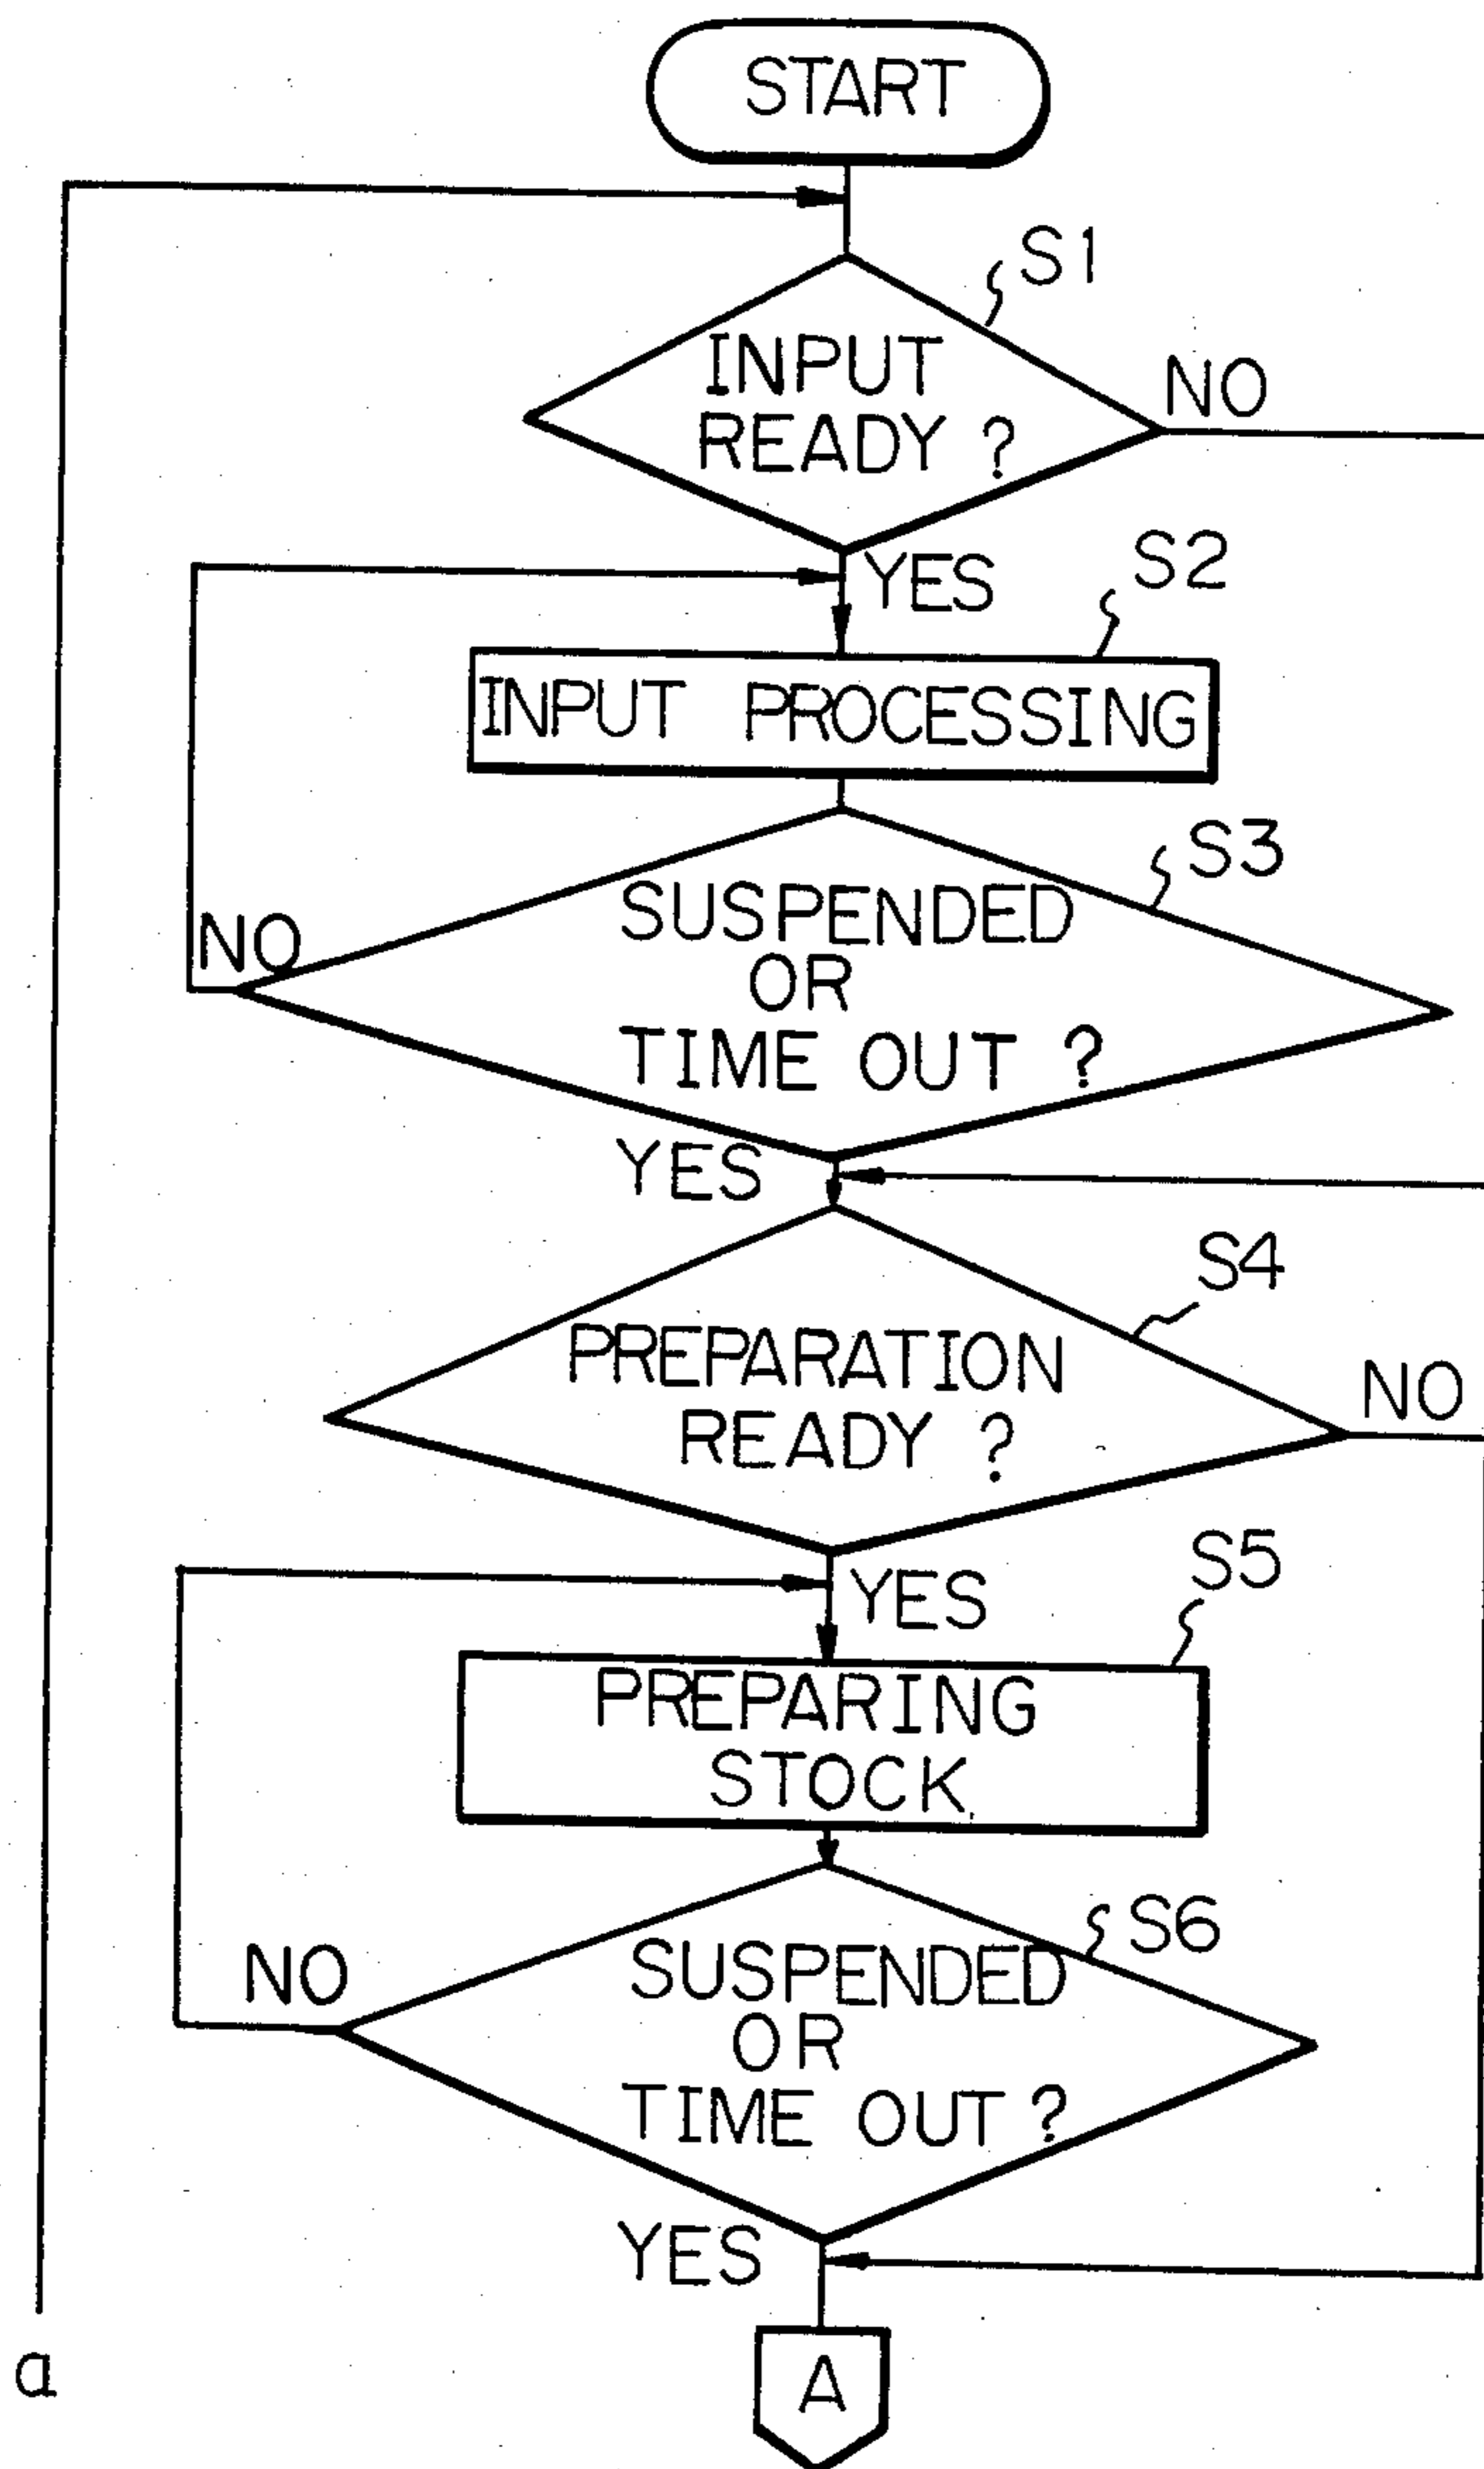 START
S1
INPUT
READY ?
NO
YES
S2
INPUT PROCESSING
S3
SUSPENDED
OR
TIME OUT ?
NO
YES
S4
PREPARATION
READY ?
NO
YES
S5
PREPARING
STOCK
S6
SUSPENDED
OR
TIME OUT ?
NO
YES
a
A